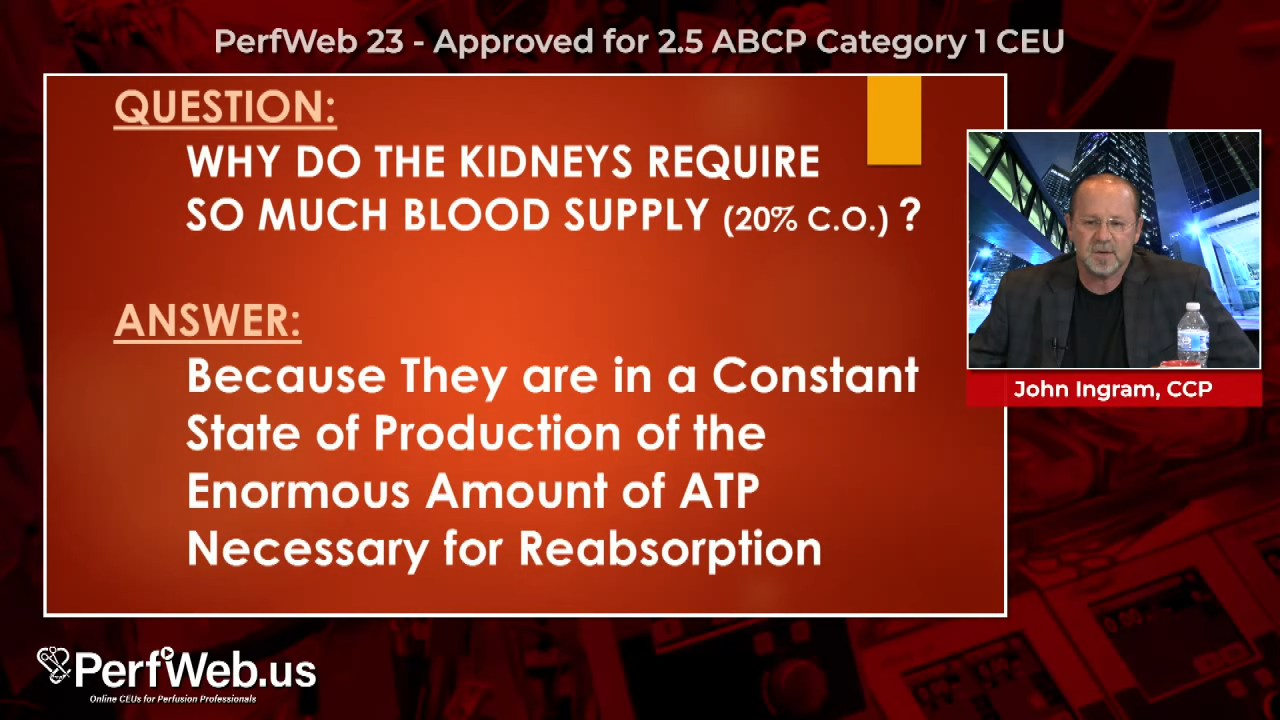 PerfWeb 23 - Approved for 2.5 ABCP Category 1 CEU
QUESTION:
WHY DO THE KIDNEYS REQUIRE
SO MUCH BLOOD SUPPLY (20% C.O.) ?
ANSWER:
Because They are in a Constant
State of Production of the
Enormous Amount of ATP
Necessary for Reabsorption
John Ingram, CCP
PerfWeb.us
Online CEUs for Perfusion Professionals